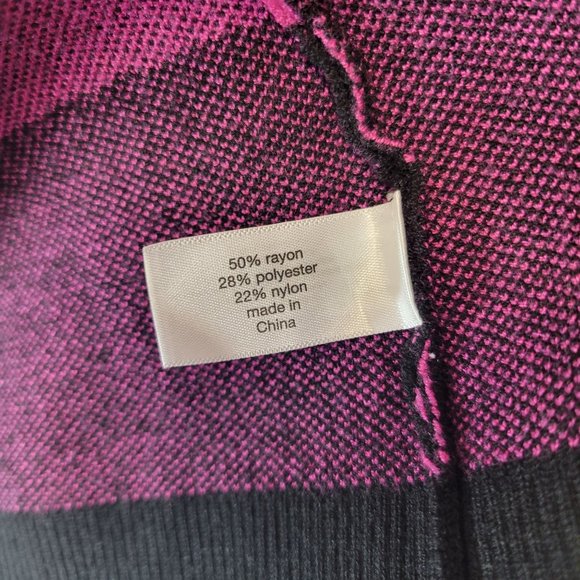 50% rayon
28% polyester
22% nylon
made in
China